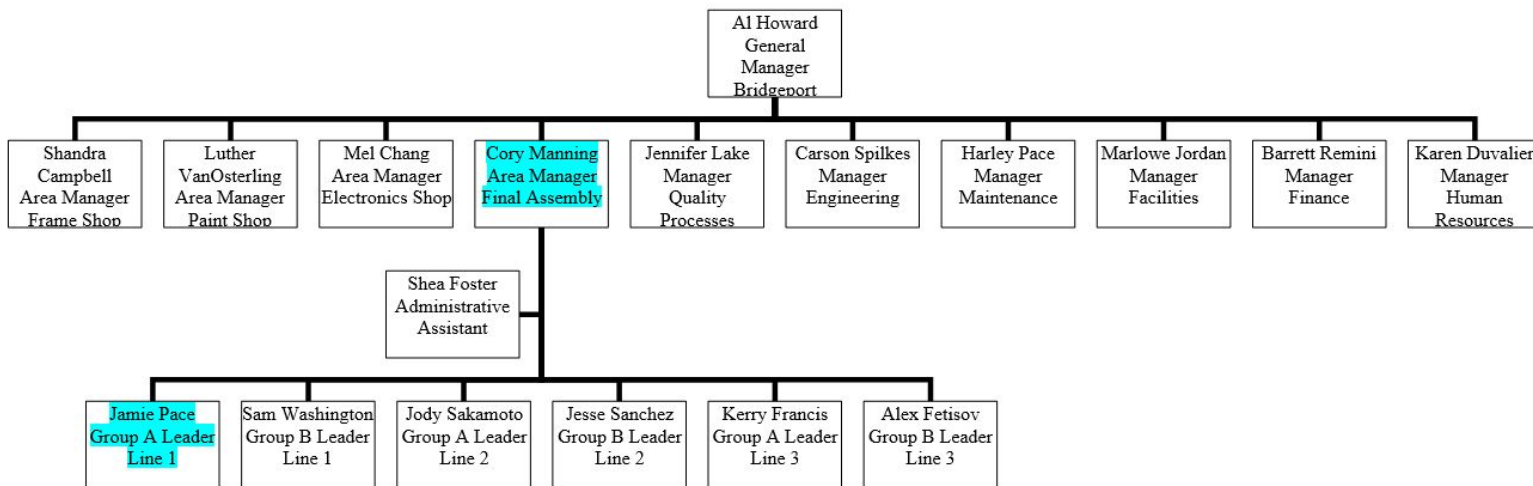 Al Howard
General
Manager
Bridgeport
Shandra
Campbell
Area Manager
Frame Shop
Luther
VanOsterling
Area Manager
Paint Shop
Mel Chang
Area Manager
Electronics Shop
Cory Manning
Area Manager
Final Assembly
Jennifer Lake
Manager
Quality
Processes
Carson Spilkes
Manager
Engineering
Harley Pace
Manager
Maintenance
Marlowe Jordan
Manager
Facilities
Barrett Remini
Manager
Finance
Karen Duvalier
Manager
Human
Resources
Shea Foster
Administrative
Assistant
Jamie Pace
Group A Leader
Line 1
Sam Washington
Group B Leader
Line 1
Jody Sakamoto
Group A Leader
Line 2
Jesse Sanchez
Group B Leader
Line 2
Kerry Francis
Group A Leader
Line 3
Alex Fetisov
Group B Leader
Line 3